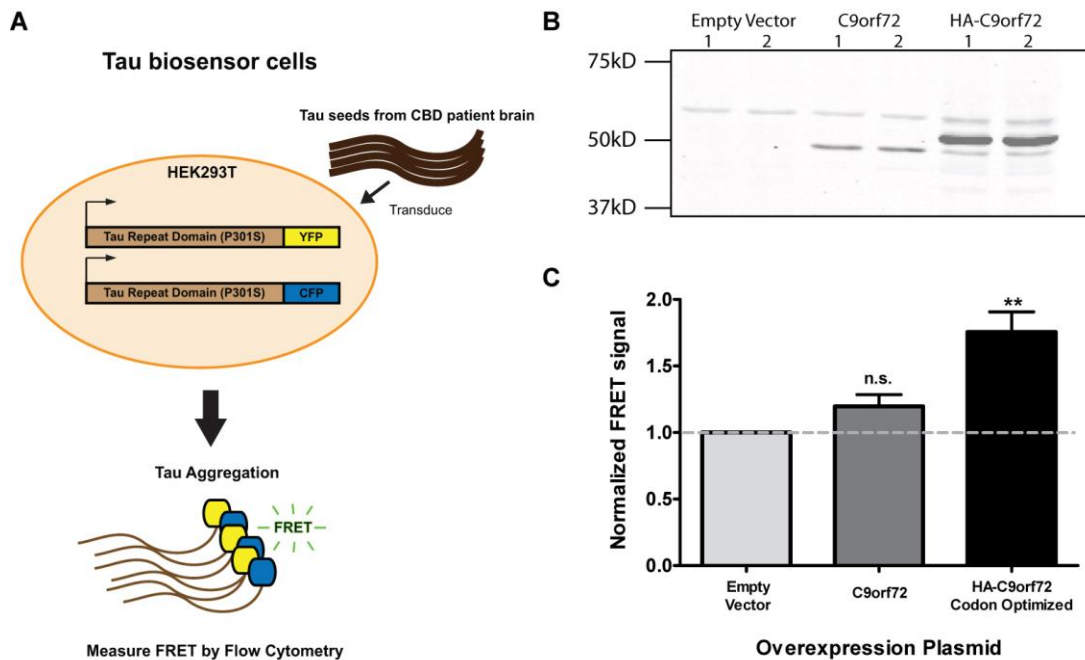 A
Tau biosensor cells
Tau seeds from CBD patient brain
HEK293T
Transduce
Tau Repeat Domain (P301S) YFP
Tau Repeat Domain (P301S) CFP
Tau Aggregation
FRET
Measure FRET by Flow Cytometry
B
Empty Vector C9orf72 HA-C9orf72
1 2 1 2 1 2
75kD
50kD
37kD
C
Normalized FRET signal
2.0
1.5
1.0
0.5
0.0
n.s.
**
Empty
Vector
C9orf72
HA-C9orf72
Codon Optimized
Overexpression Plasmid